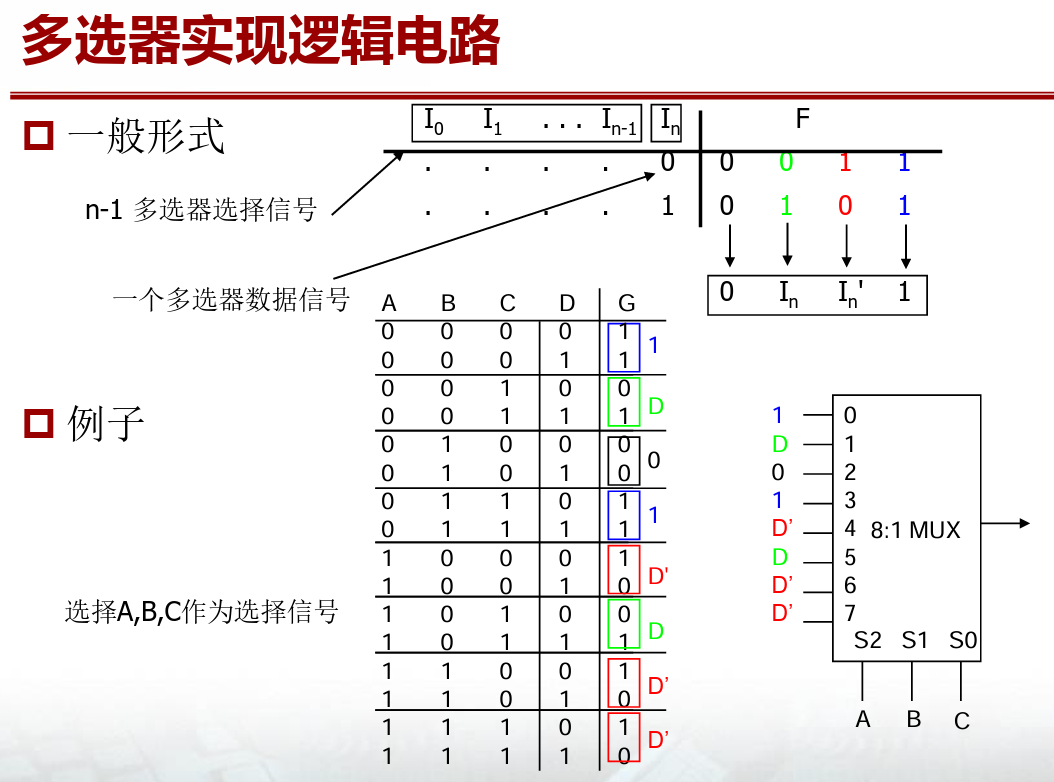 多选器实现逻辑电路
一般形式
I0 I1 ... In-1 In F
. . . . 0 0 0 1 1
. . . . 1 0 1 0 1
0 In In' 1
n-1 多选器选择信号
一个多选器数据信号
A B C D G
0 0 0 0 1
0 0 0 1 1
1
0 0 1 0 0
0 0 1 1 1
D
0 1 0 0 0
0 1 0 1 0
0
0 1 1 0 1
0 1 1 1 1
1
1 0 0 0 1
1 0 0 1 0
D'
1 0 1 0 0
1 0 1 1 1
D
1 1 0 0 1
1 1 0 1 0
D’
1 1 1 0 1
1 1 1 1 0
D’
例子
选择A,B,C作为选择信号
1 0
D 1
0 2
1 3
D’ 4 8:1 MUX
D 5
D’ 6
D’ 7
S2 S1 S0
A B C